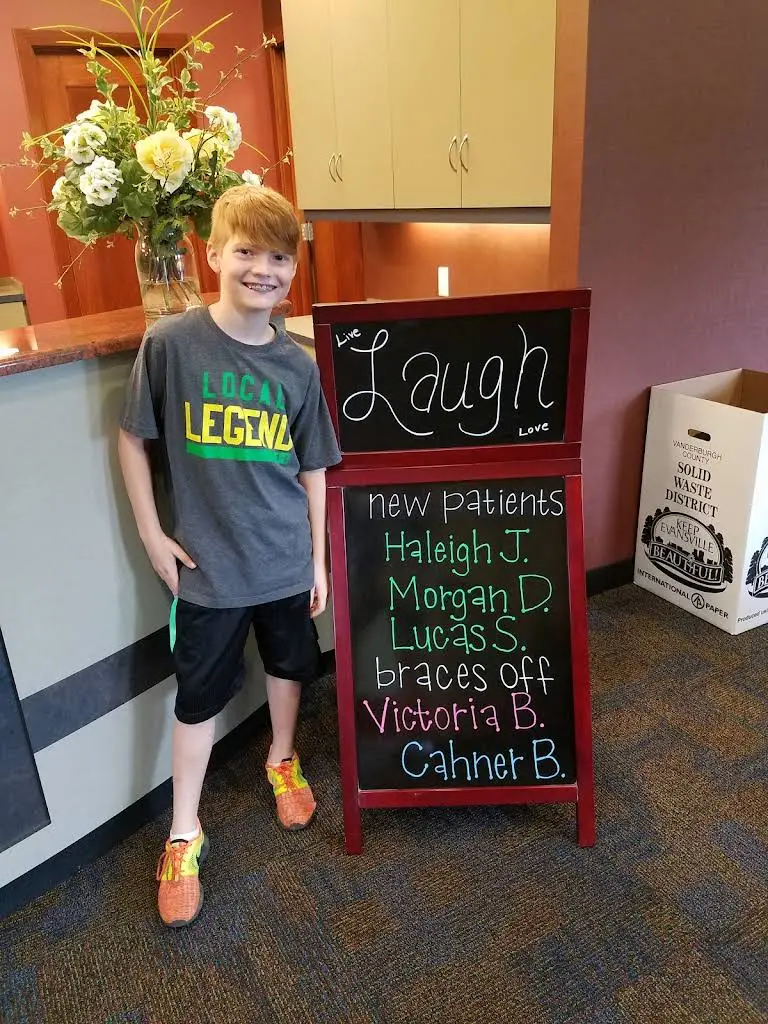 Live
Laugh
Love
new patients
Haleigh J.
Morgan D.
Lucas S.
braces off
Victoria B.
Cahner B.
LOCAL
LEGEND
VANDERBURGH
COUNTY
SOLID
WASTE
DISTRICT
KEEP
EVANSVILLE
BEAUTIFUL!
INTERNATIONAL PAPER